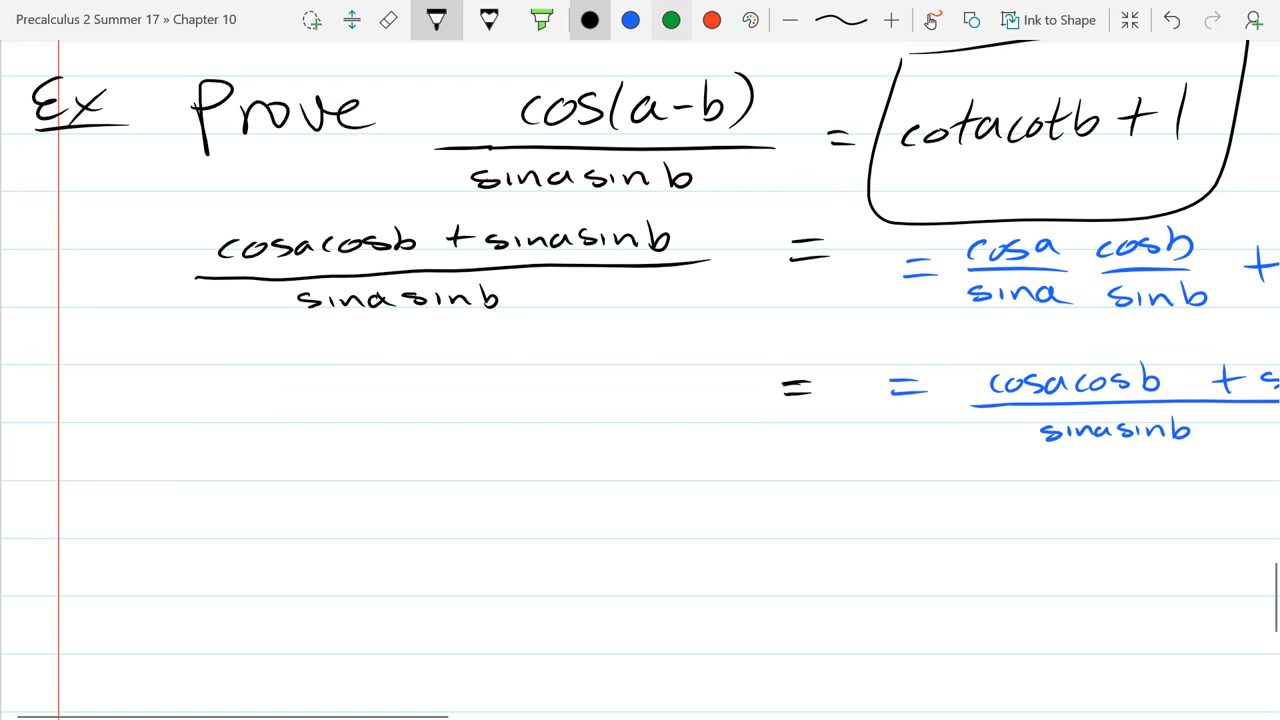 Precalculus 2 Summer 17 » Chapter 10
Ink to Shape
Ex Prove cos(a-b) / sinasinb = cotacotb + 1
cosacosb + sinasinb / sinasinb = = cosa/sina cosb/sinb +
= = cosacosb + s / sinasinb